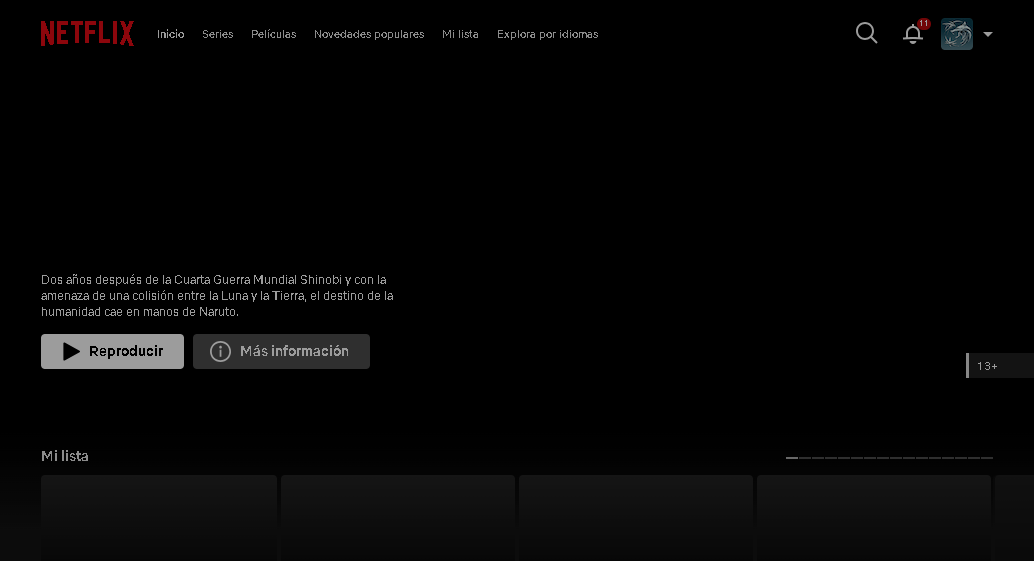 NETFLIX Inicio Series Películas Novedades populares Mi lista Explora por idiomas 11
Dos años después de la Cuarta Guerra Mundial Shinobi y con la
amenaza de una colisión entre la Luna y la Tierra, el destino de la
humanidad cae en manos de Naruto.
Reproducir Más información
13+
Mi lista